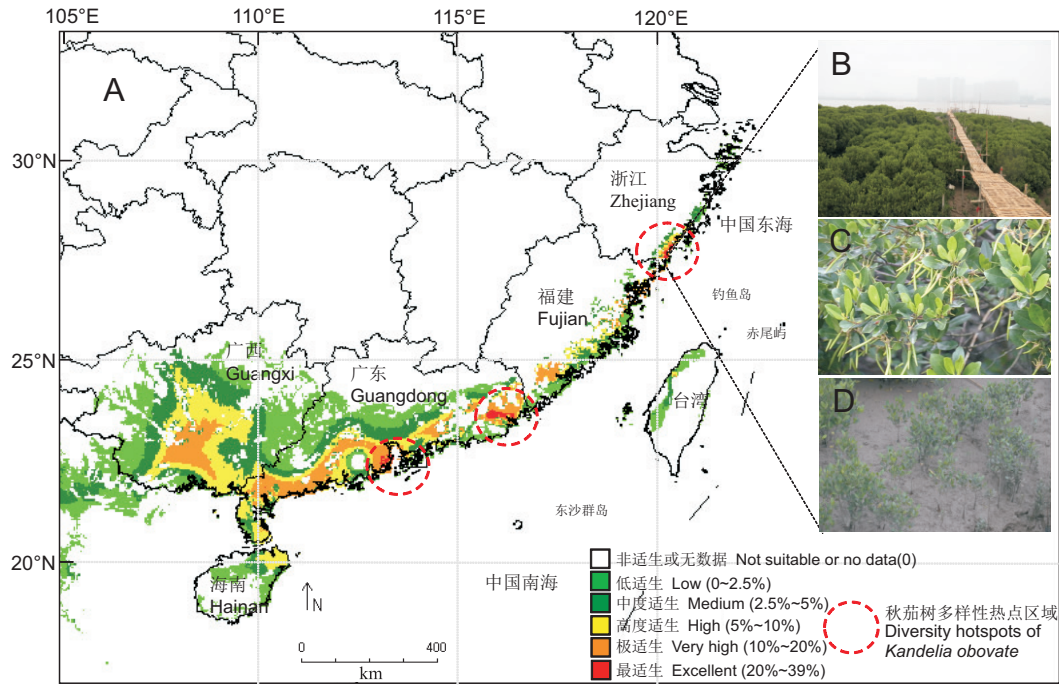 105°E
110°E
115°E
120°E
A
B
30°N
浙江
Zhejiang
中国东海
C
福建
Fujian
钓鱼岛
赤尾屿
25°N
广西
Guangxi
广东
Guangdong
D
台湾
东沙群岛
20°N
海南
Hainan
N
中国南海
0 400
km
非适生或无数据 Not suitable or no data(0)
低适生 Low (0~2.5%)
中度适生 Medium (2.5%~5%)
高度适生 High (5%~10%)
极适生 Very high (10%~20%)
最适生 Excellent (20%~39%)
秋茄树多样性热点区域
Diversity hotspots of
Kandelia obovate